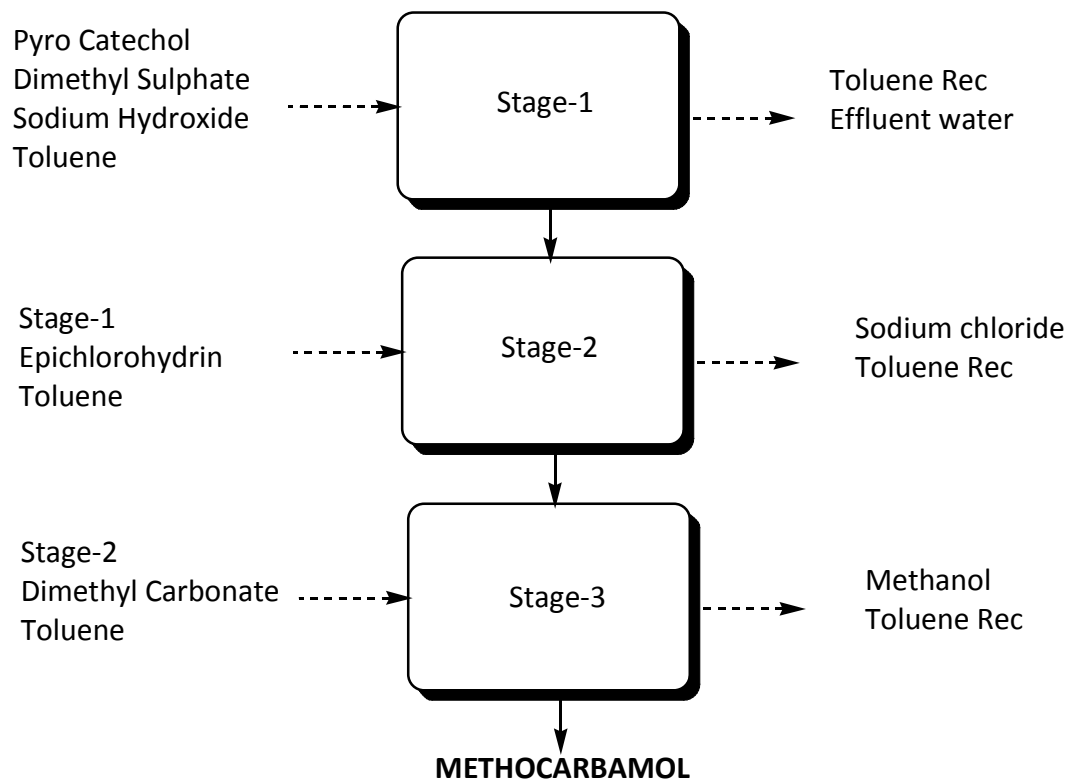 Pyro Catechol
Dimethyl Sulphate
Sodium Hydroxide
Toluene
Stage-1
Toluene Rec
Effluent water
Stage-1
Epichlorohydrin
Toluene
Stage-2
Sodium chloride
Toluene Rec
Stage-2
Dimethyl Carbonate
Toluene
Stage-3
Methanol
Toluene Rec
METHOCARBAMOL